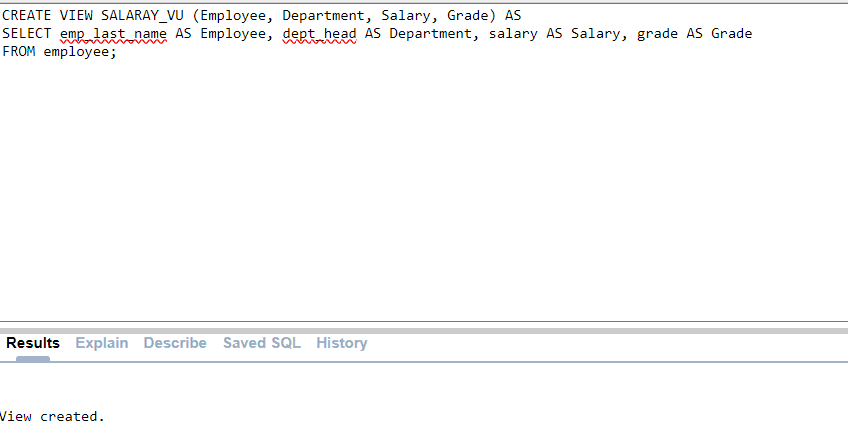 CREATE VIEW SALARAY_VU (Employee, Department, Salary, Grade) AS
SELECT emp_last_name AS Employee, dept_head AS Department, salary AS Salary, grade AS Grade
FROM employee;
Results Explain Describe Saved SQL History
View created.